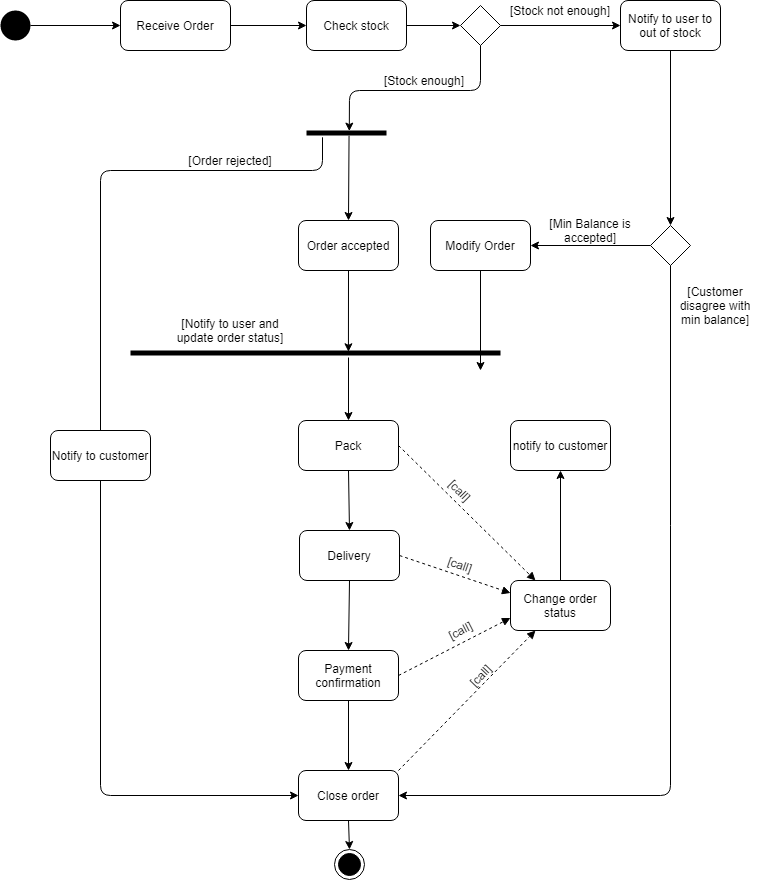 Receive Order
Check stock
[Stock not enough]
Notify to user to
out of stock
[Stock enough]
[Order rejected]
Order accepted
Modify Order
[Min Balance is
accepted]
[Customer
disagree with
min balance]
[Notify to user and
update order status]
Notify to customer
Pack
notify to customer
[call]
Delivery
[call]
Change order
status
[call]
Payment
confirmation
[call]
Close order